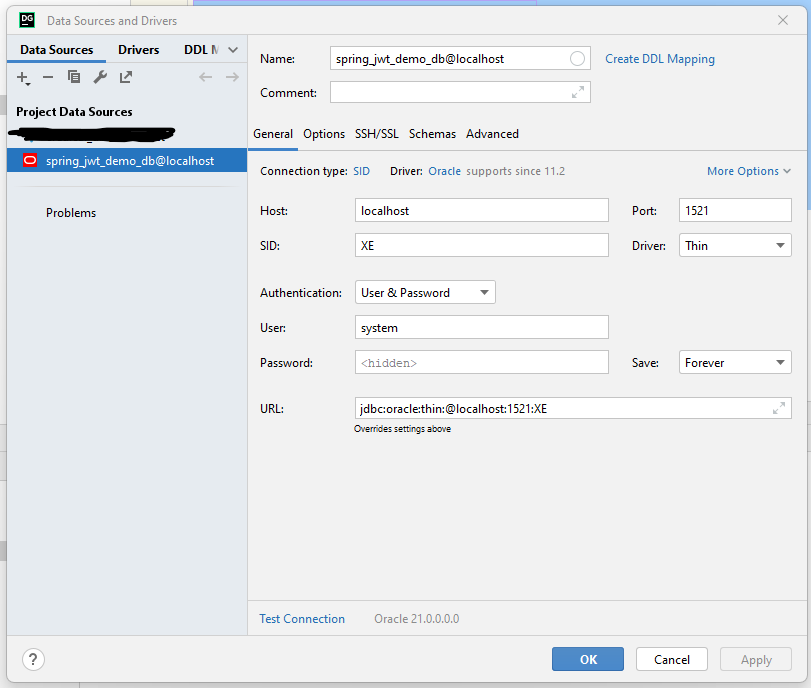 DG Data Sources and Drivers
Data Sources Drivers DDL M
Name: spring_jwt_demo_db@localhost Create DDL Mapping
Comment:
Project Data Sources
spring_jwt_demo_db@localhost
Problems
General Options SSH/SSL Schemas Advanced
Connection type: SID Driver: Oracle supports since 11.2 More Options
Host: localhost Port: 1521
SID: XE Driver: Thin
Authentication: User & Password
User: system
Password: <hidden> Save: Forever
URL: jdbc:oracle:thin:@localhost:1521:XE
Overrides settings above
Test Connection Oracle 21.0.0.0.0
? OK Cancel Apply